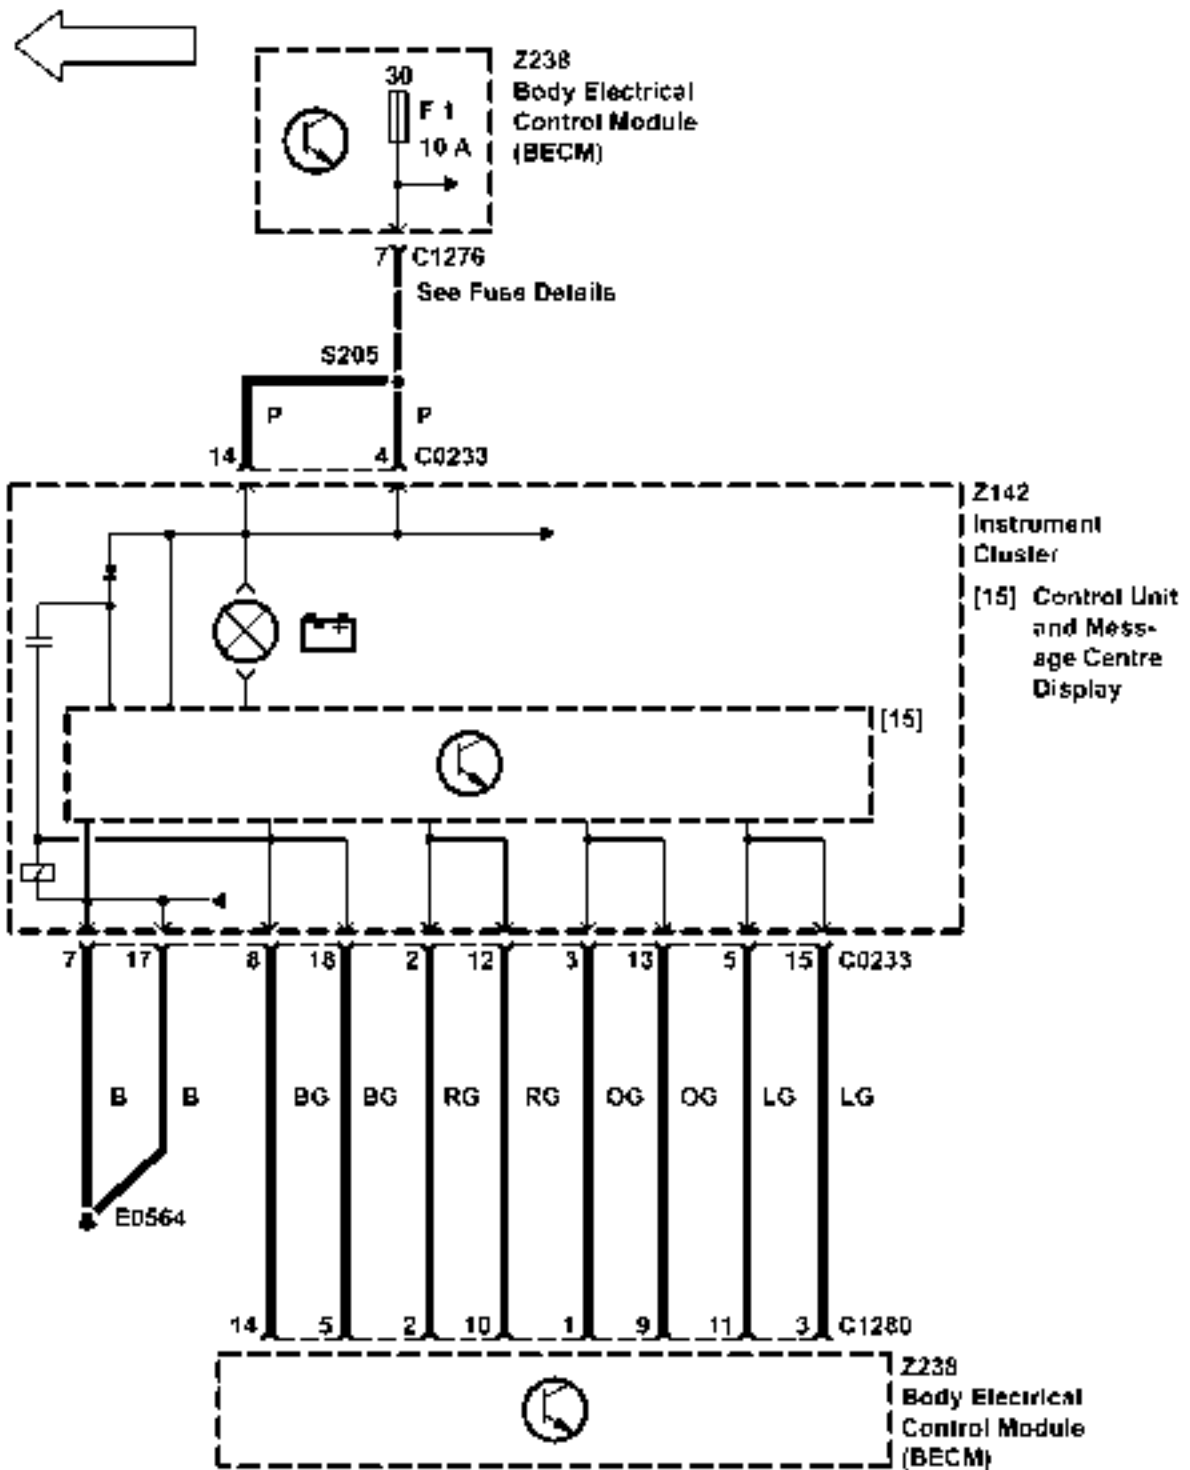 Z238
Body Electrical
Control Module
(BECM)
30
F 1
10 A
7 C1276
See Fuse Details
S205
P P
14 4 C0233
Z142
Instrument
Cluster
[15] Control Unit
and Mess-
age Centre
Display
[15]
7 17 8 18 2 12 3 13 5 15 C0233
B B BG BG RG RG OG OG LG LG
E0564
14 5 2 10 1 9 11 3 C1280
Z238
Body Electrical
Control Module
(BECM)